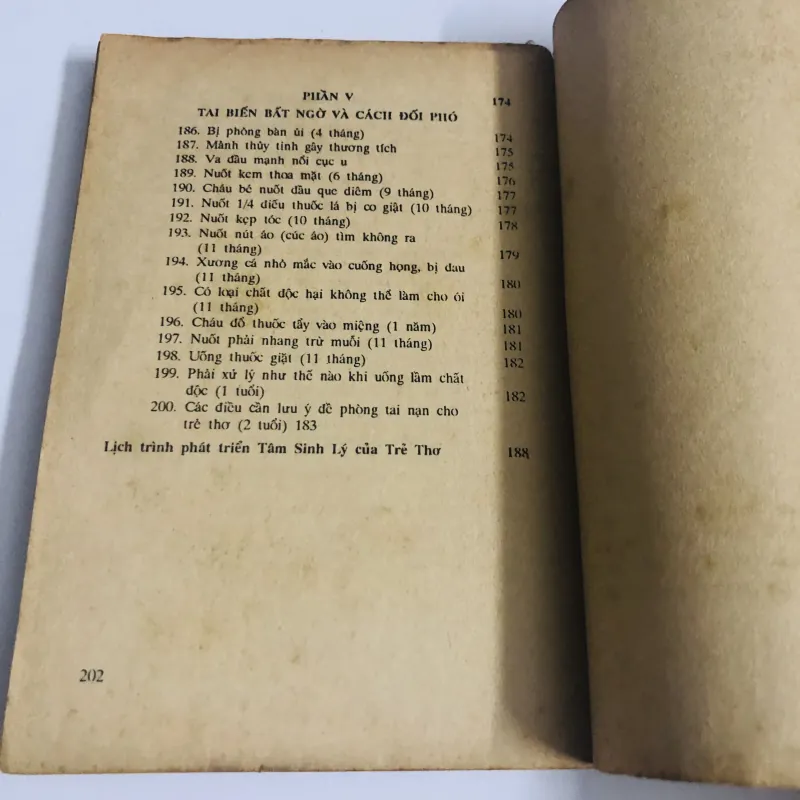 PHẦN V 174
TAI BIẾN BẤT NGỜ VÀ CÁCH ĐỐI PHÓ
186. Bị phỏng bàn ủi (4 tháng) 174
187. Mảnh thủy tinh gây thương tích 175
188. Va đầu mạnh nổi cục u 175
189. Nuốt kem thoa mặt (6 tháng) 176
190. Cháu bé nuốt đầu que diêm (9 tháng) 177
191. Nuốt 1/4 điếu thuốc lá bị co giật (10 tháng) 177
192. Nuốt kẹp tóc (10 tháng) 178
193. Nuốt nút áo (cúc áo) tìm không ra
(11 tháng) 179
194. Xương cá nhỏ mắc vào cuống họng, bị đau
(11 tháng) 180
195. Có loại chất độc hại không thể làm cho ói
(11 tháng) 180
196. Cháu đổ thuốc tẩy vào miệng (1 năm) 181
197. Nuốt phải nhang trừ muỗi (11 tháng) 181
198. Uống thuốc giặt (11 tháng) 182
199. Phải xử lý như thế nào khi uống lầm chất
độc (1 tuổi) 182
200. Các điều cần lưu ý đề phòng tai nạn cho
trẻ thơ (2 tuổi) 183
Lịch trình phát triển Tâm Sinh Lý của Trẻ Thơ 188
202